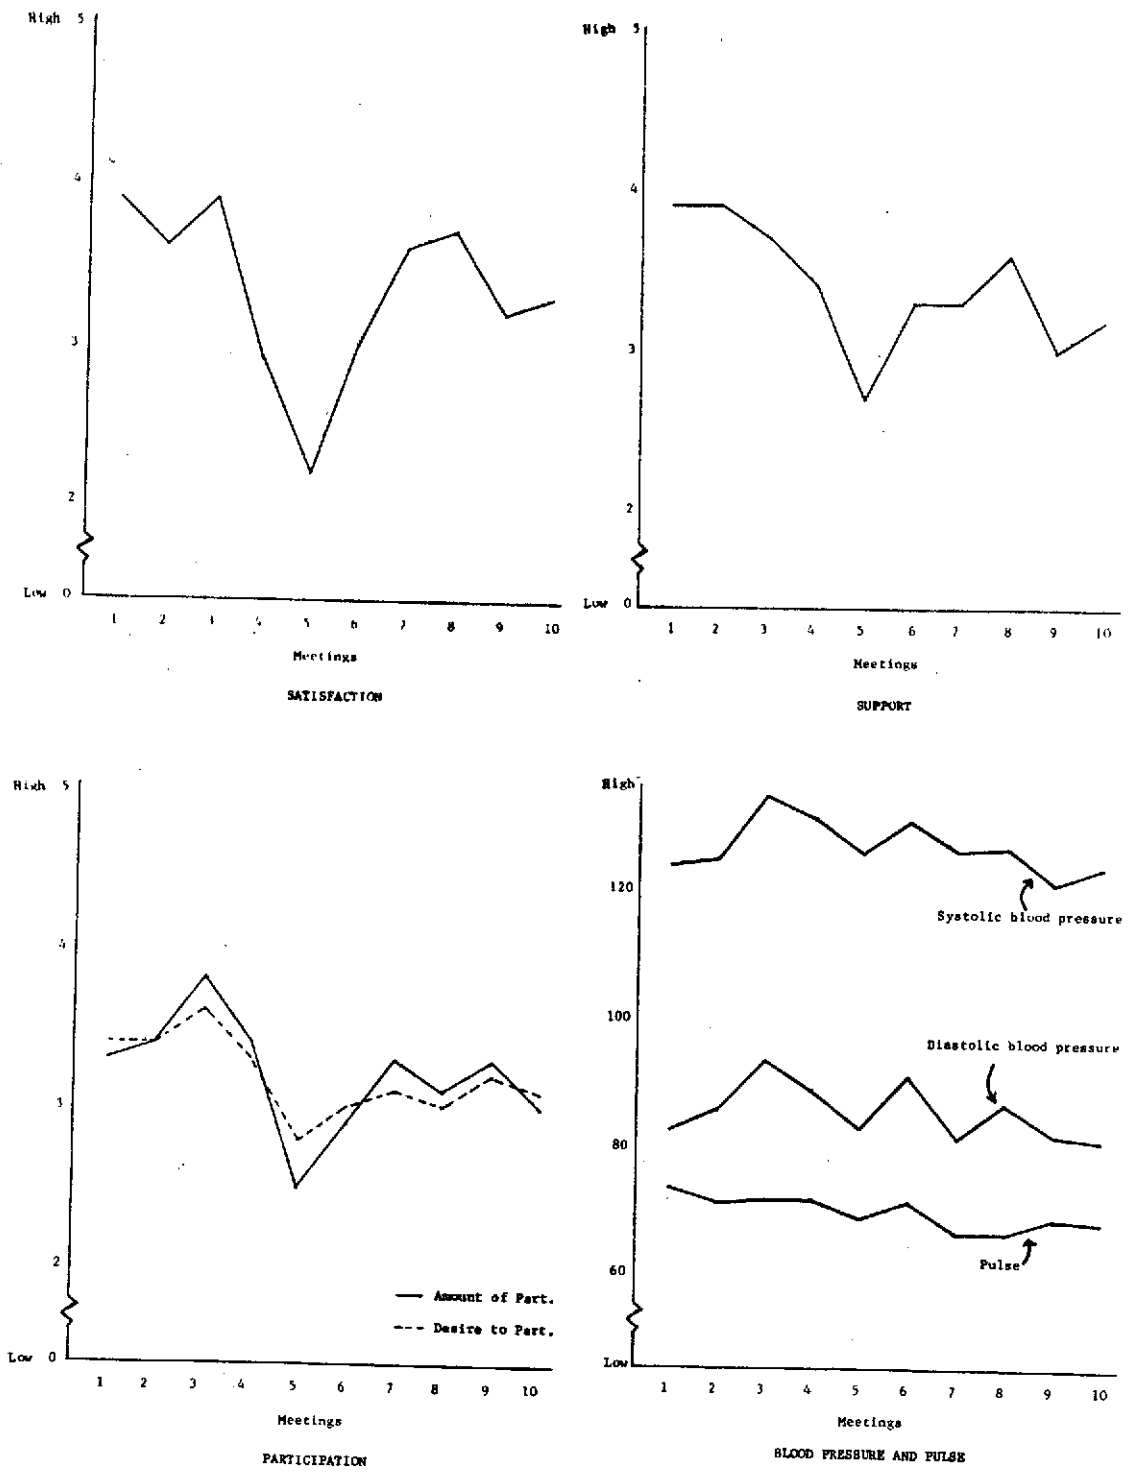 High 5
4
3
2
Low 0
1 2 3 4 5 6 7 8 9 10
Meetings
SATISFACTION
High 5
4
3
2
Low 0
1 2 3 4 5 6 7 8 9 10
Meetings
SUPPORT
High 5
4
3
2
Amount of Part.
Desire to Part.
Low 0
1 2 3 4 5 6 7 8 9 10
Meetings
PARTICIPATION
High
120
Systolic blood pressure
100
Diastolic blood pressure
80
Pulse
60
Low
1 2 3 4 5 6 7 8 9 10
Meetings
BLOOD PRESSURE AND PULSE